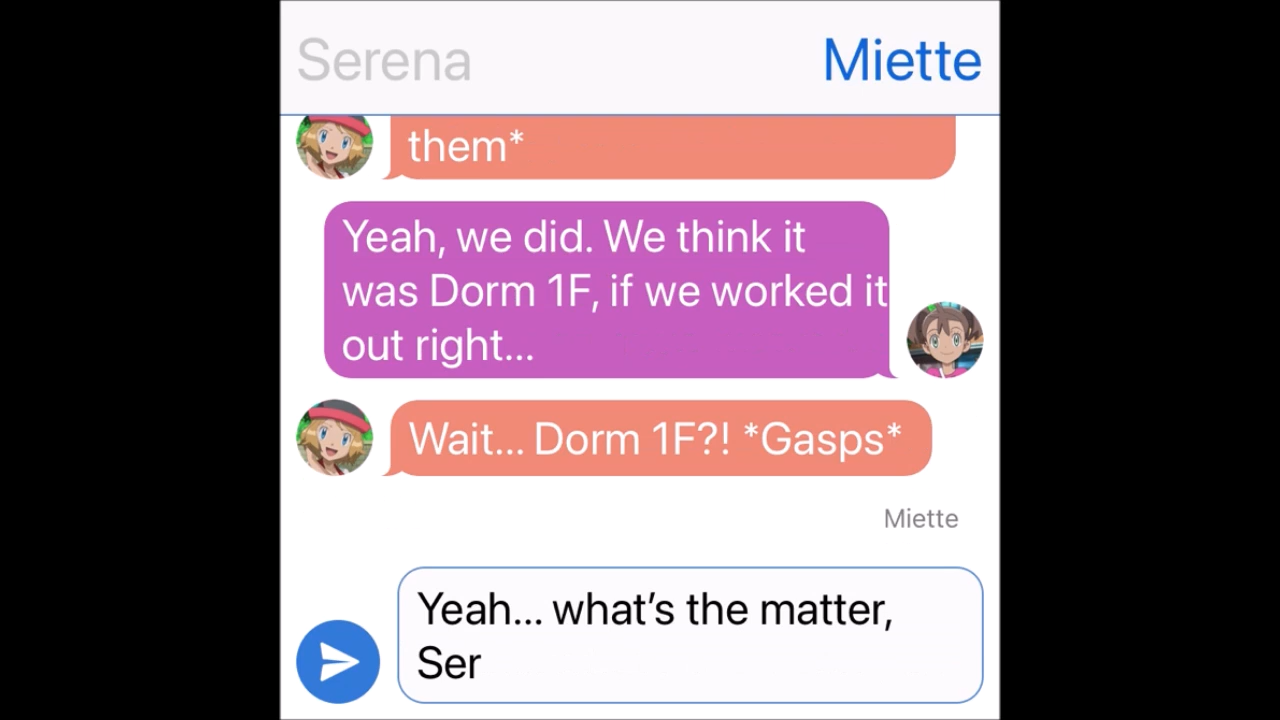 Serena
Miette
them*
Yeah, we did. We think it
was Dorm 1F, if we worked it
out right...
Wait... Dorm 1F?! *Gasps*
Miette
Yeah... what’s the matter,
Ser